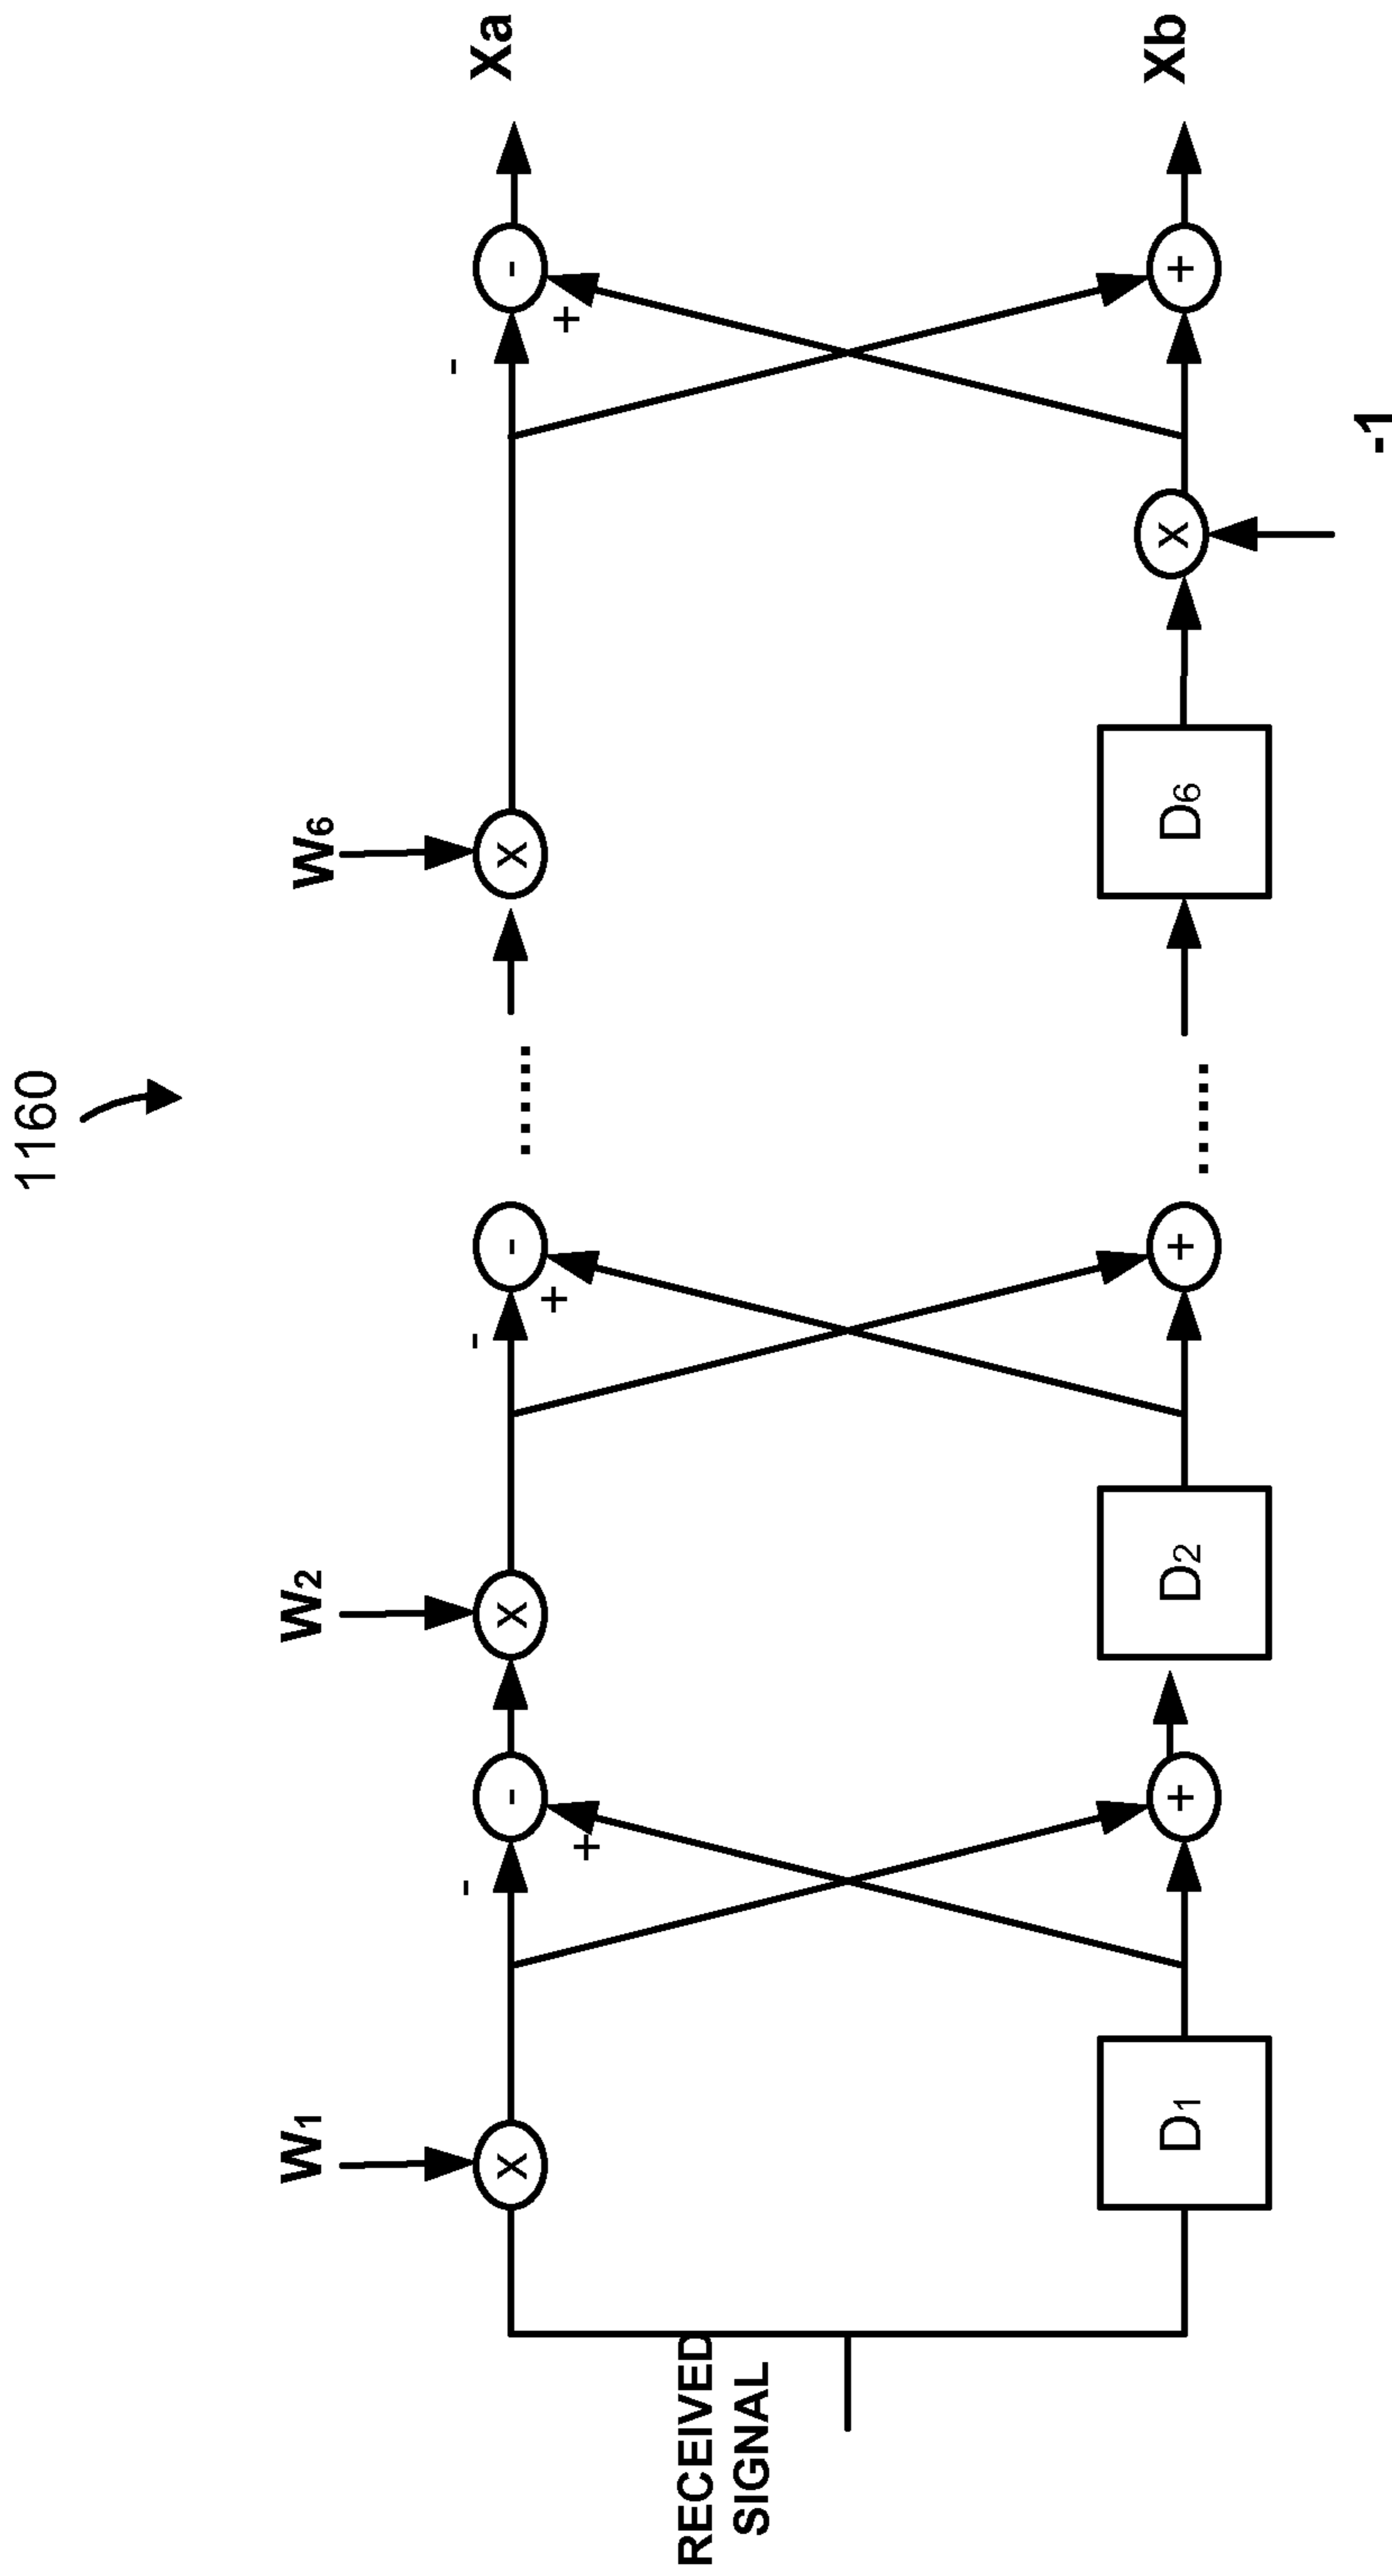 1160
W1
W2
W6
x
-
x
-
x
-
-
+
-
+
-
+
Xa
RECEIVED
SIGNAL
......
......
D1
+
D2
+
D6
x
+
Xb
-1